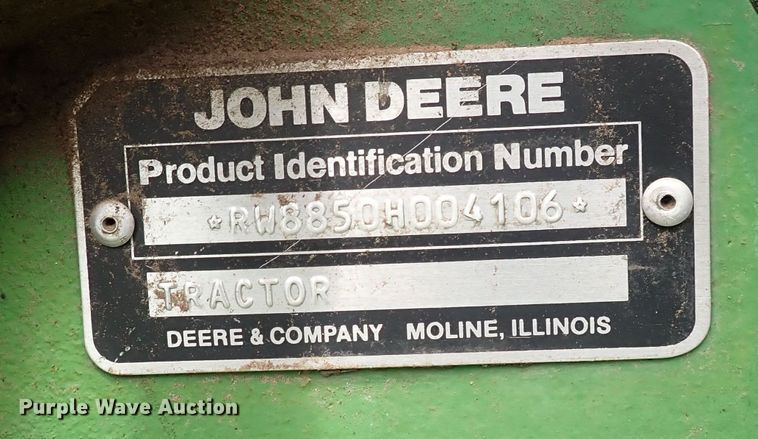 JOHN DEERE
Product Identification Number
*RW8850H004106*
TRACTOR
DEERE & COMPANY MOLINE, ILLINOIS
Purple Wave Auction